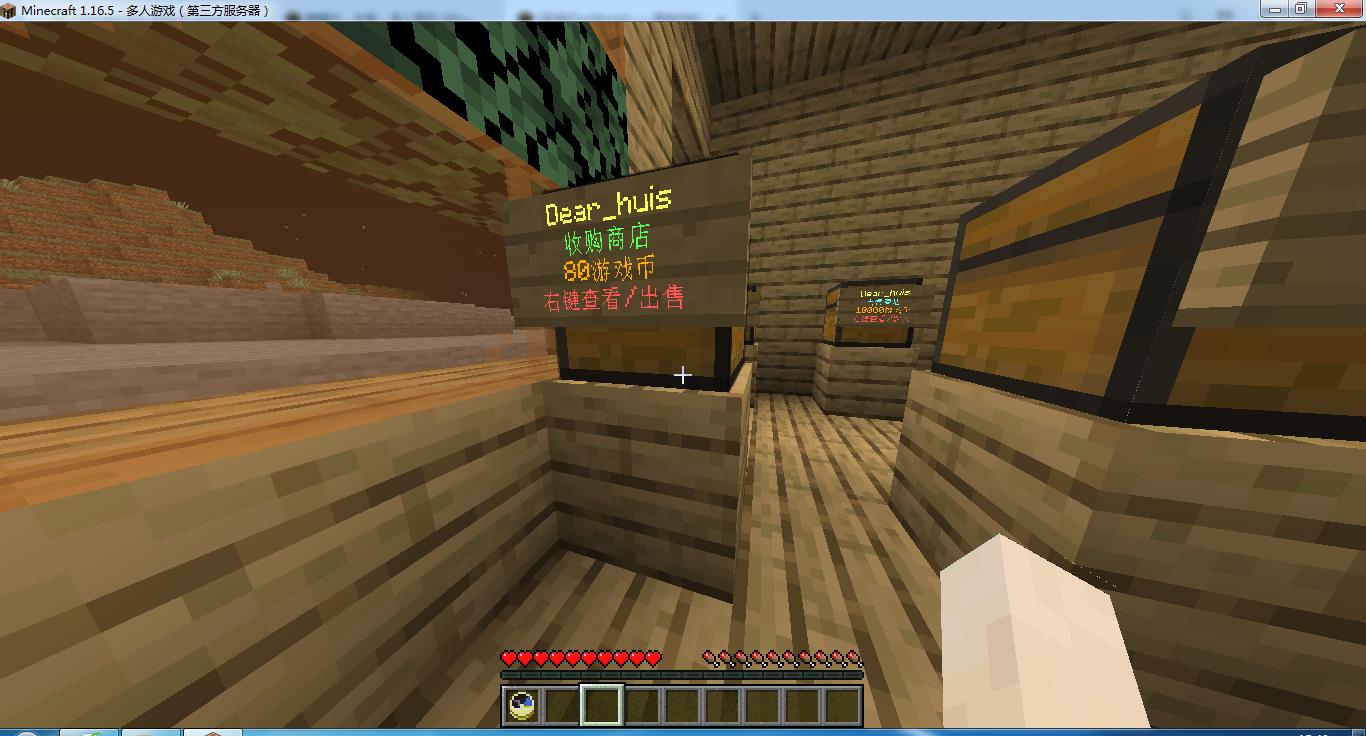 Minecraft 1.16.5 - 多人游戏（第三方服务器）
Dear_huis
收购商店
80游戏币
右键查看/出售
Dear_huis